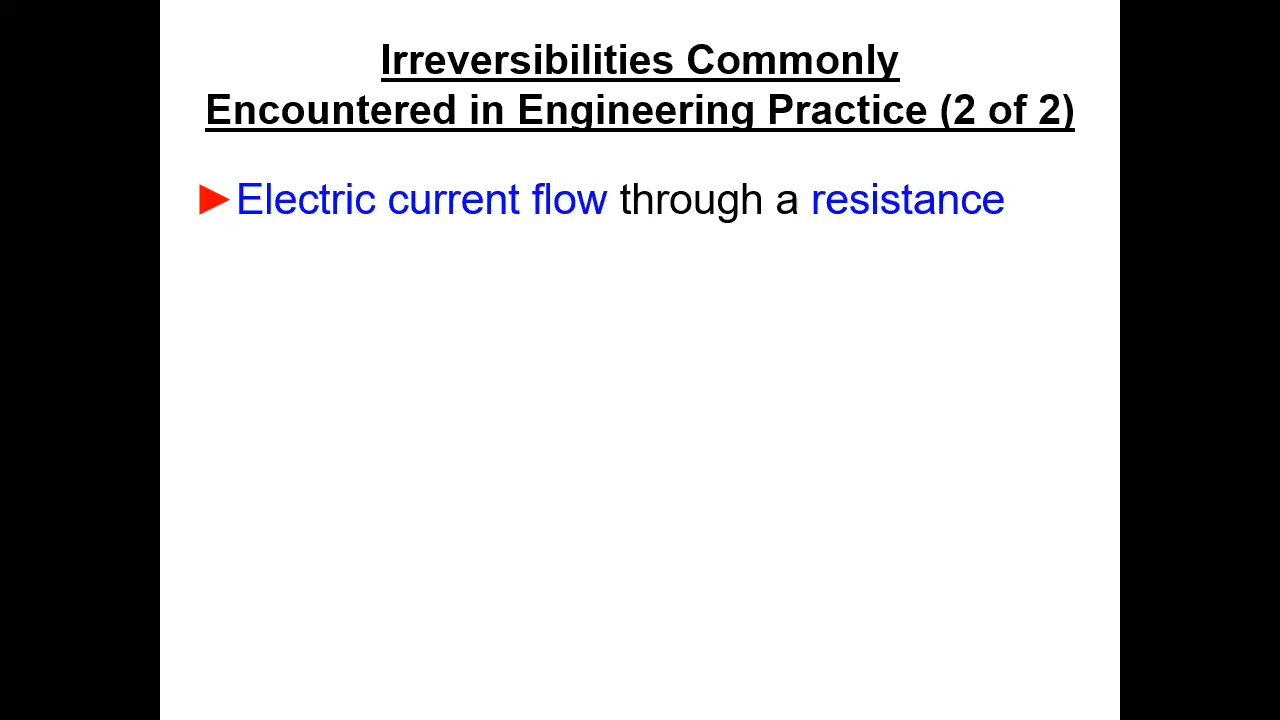 Irreversibilities Commonly
Encountered in Engineering Practice (2 of 2)
►Electric current flow through a resistance